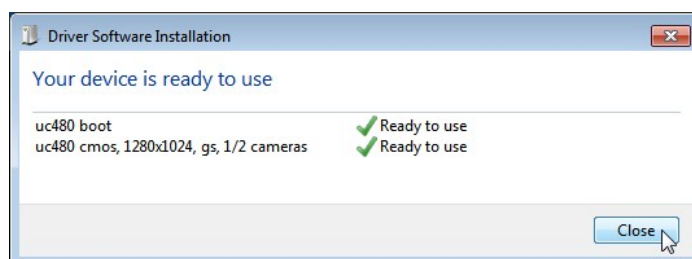 Driver Software Installation
Your device is ready to use
uc480 boot Ready to use
uc480 cmos, 1280x1024, gs, 1/2 cameras Ready to use
Close